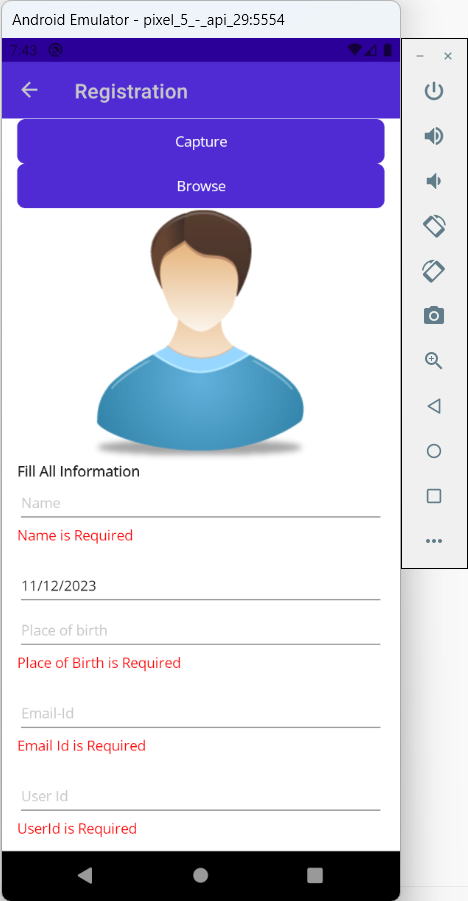 Android Emulator - pixel_5_-_api_29:5554
7:43
Registration
Capture
Browse
Fill All Information
Name
Name is Required
11/12/2023
Place of birth
Place of Birth is Required
Email-Id
Email Id is Required
User Id
UserId is Required